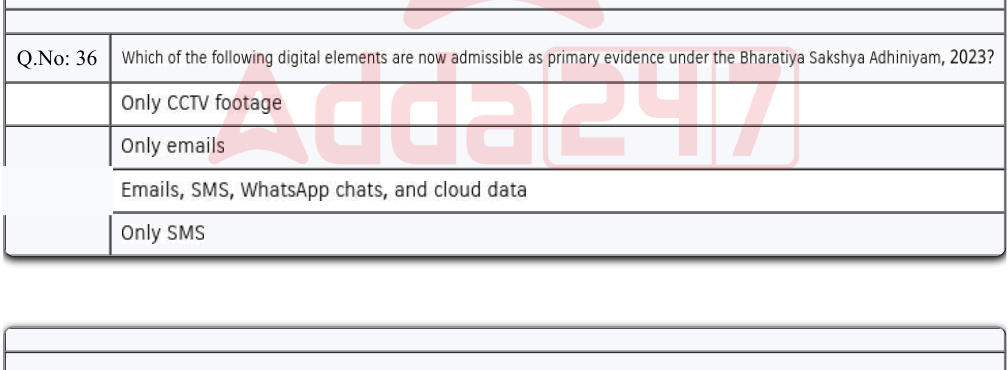 Q.No: 36 Which of the following digital elements are now admissible as primary evidence under the Bharatiya Sakshya Adhiniyam, 2023?
Only CCTV footage
Only emails
Emails, SMS, WhatsApp chats, and cloud data
Only SMS
Adda247